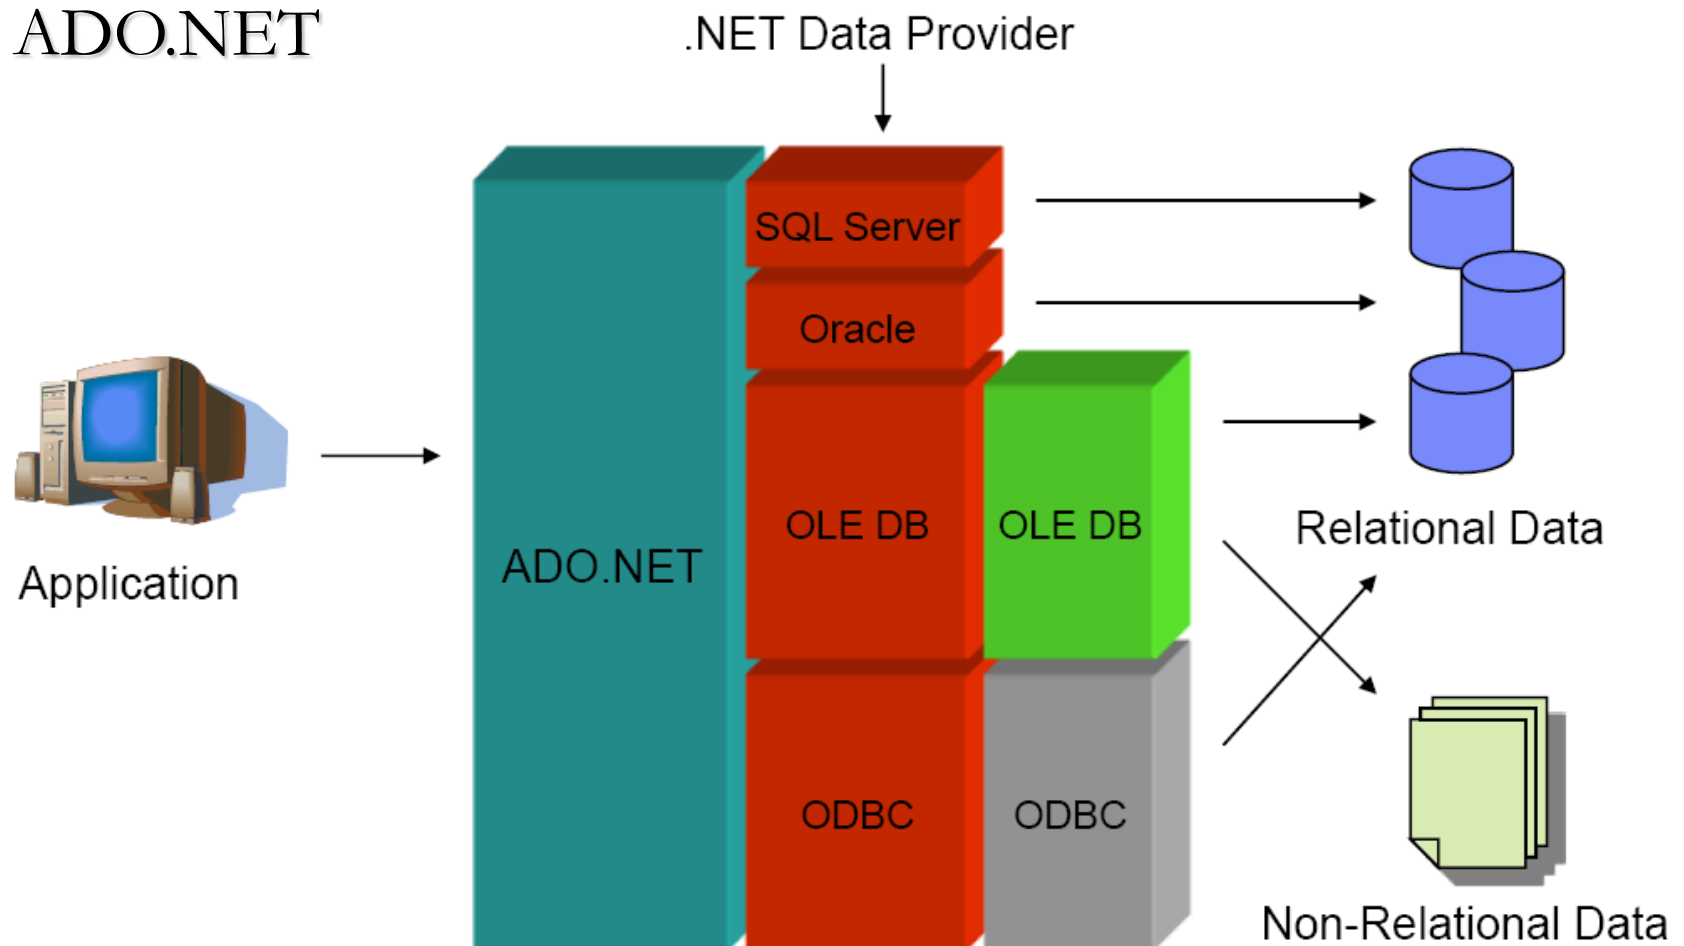 ADO.NET
.NET Data Provider
SQL Server
Oracle
OLE DB
OLE DB
Relational Data
ADO.NET
Application
ODBC
ODBC
Non-Relational Data